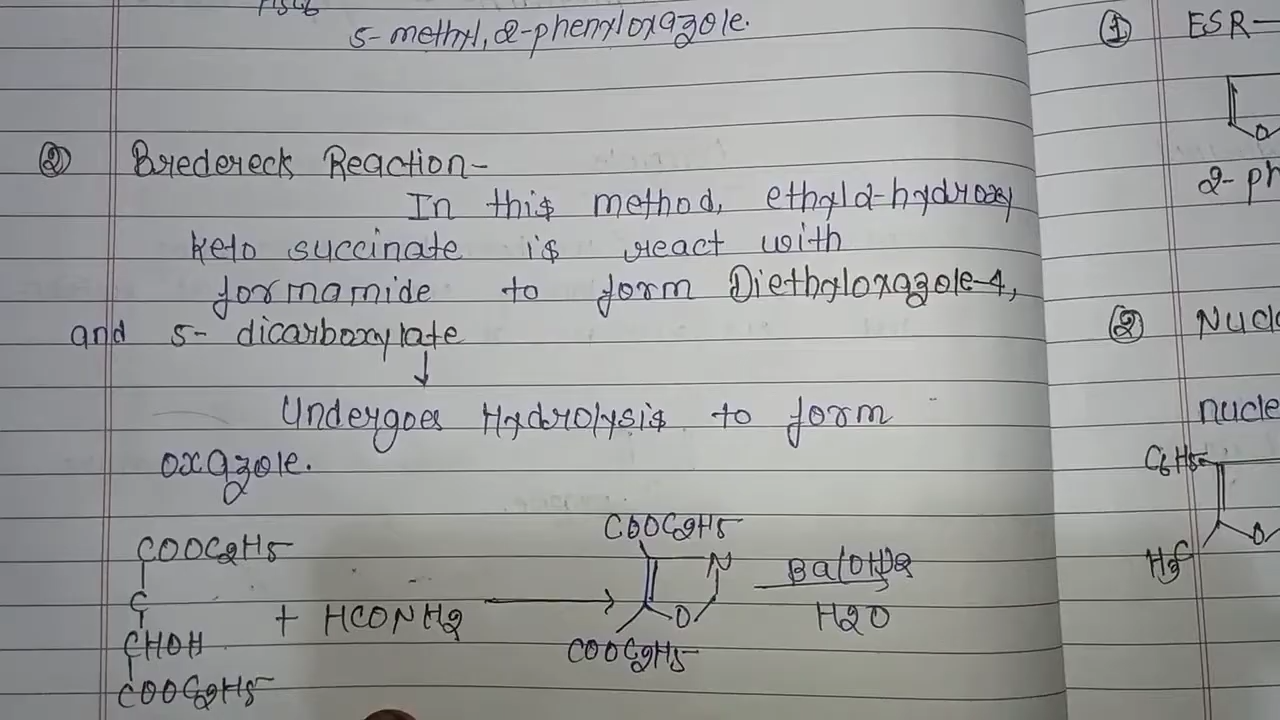 5-methyl,2-phenyloxazole.
② Bredereck Reaction-
In this method, ethyl α-hydroxy
keto succinate is react with
formamide to form Diethyloxazole-4,
and 5- dicarboxylate
↓
Undergoes Hydrolysis to form
oxazole.
COOC2H5
C
CHOH
COOC2H5
+ HCONH2
COOC2H5
N
O
COOC2H5
Ba(OH)2
H2O
① ESR-
O
2-ph
② Nucl
nucle
C6H5
O
H3C